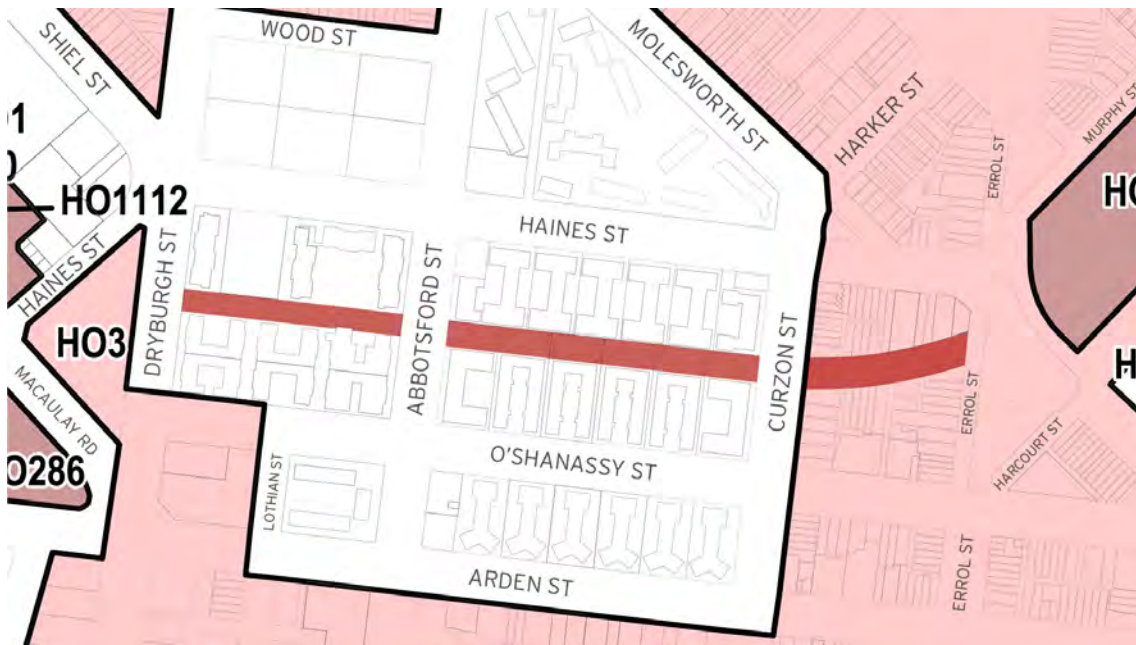 WOOD ST
SHIEL ST
MOLESWORTH ST
HARKER ST
MURPHY ST
ERROL ST
HO1112
HAINES ST
HAINES ST
DRYBURGH ST
ABBOTSFORD ST
CURZON ST
HO3
MACAULAY RD
ERROL ST
O'SHANASSY ST
HARCOURT ST
O286
LOTHIAN ST
ARDEN ST
ERROL ST